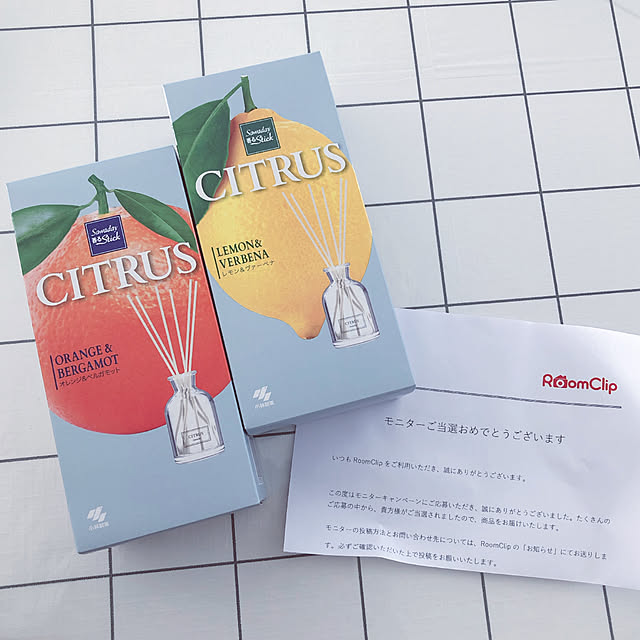 Sawaday
香るStick
CITRUS
LEMON&
VERBENA
レモン&ヴァーベナ
CITRUS
小林製薬
Sawaday
香るStick
CITRUS
ORANGE &
BERGAMOT
オレンジ&ベルガモット
CITRUS
小林製薬
RoomClip
モニターご当選おめでとうございます
いつも RoomClip をご利用いただき、誠にありがとうございます。
この度はモニターキャンペーンにご応募いただき、誠にありがとうございました。たくさんの
ご応募の中から、貴方様がご当選されましたので、商品をお届けいたします。
モニターの投稿方法とお問い合わせ先については、RoomClip の「お知らせ」にてお送りしま
す。必ずご確認いただいた上で投稿をお願いいたします。